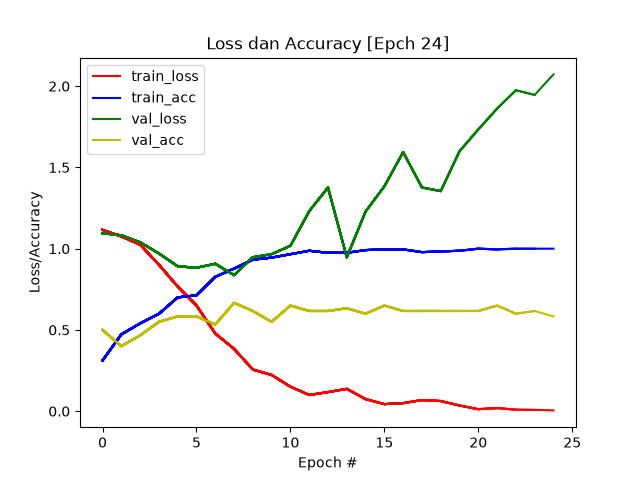 Loss dan Accuracy [Epch 24]
train_loss
train_acc
val_loss
val_acc
Loss/Accuracy
2.0
1.5
1.0
0.5
0.0
0 5 10 15 20 25
Epoch #